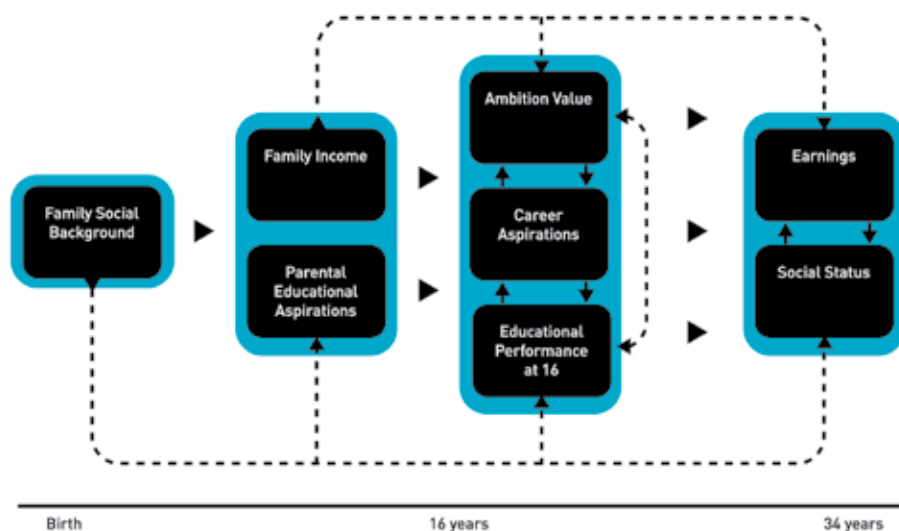 Family Social
Background
Family Income
Parental
Educational
Aspirations
Ambition Value
Career
Aspirations
Educational
Performance
at 16
Earnings
Social Status
Birth
16 years
34 years